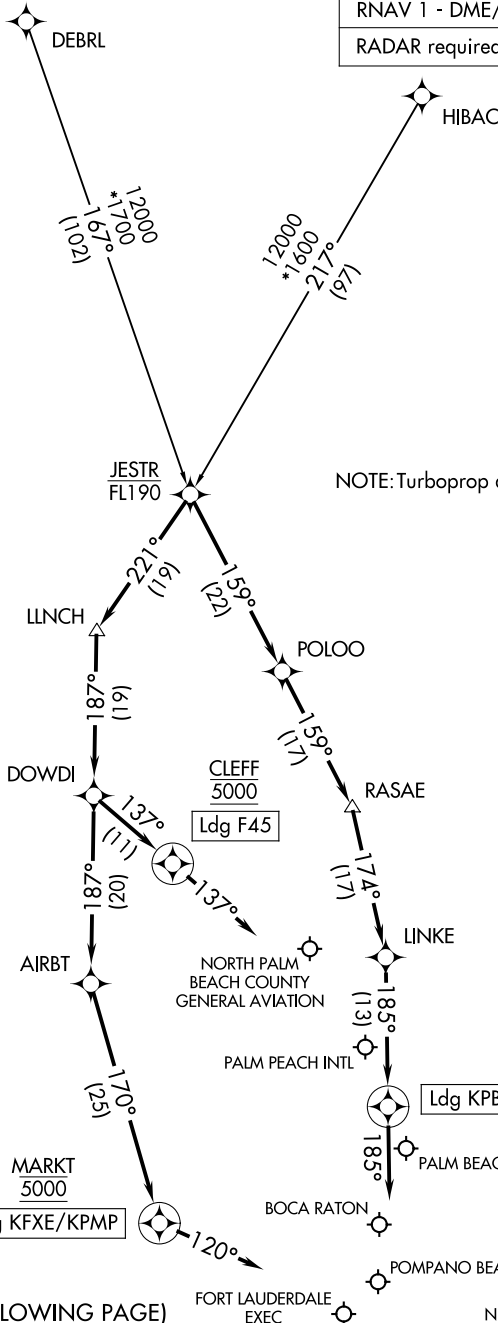 RNAV 1 - DME/
RADAR required
DEBRL
HIBAC
12000
*1700
167°
(102)
12000
*1600
217°
(97)
JESTR
FL190
NOTE: Turboprop
221°
(19)
159°
(22)
LLNCH
POLOO
187°
(19)
159°
(17)
DOWDI
CLEFF
5000
Ldg F45
RASAE
137°
(11)
137°
187°
(20)
174°
(17)
LINKE
AIRBT
NORTH PALM
BEACH COUNTY
GENERAL AVIATION
185°
(13)
PALM PEACH INTL
170°
(25)
Ldg KPB
185°
PALM BEAC
MARKT
5000
KFXE/KPMP
BOCA RATON
120°
POMPANO BEA
LOWING PAGE)
FORT LAUDERDALE
EXEC
N